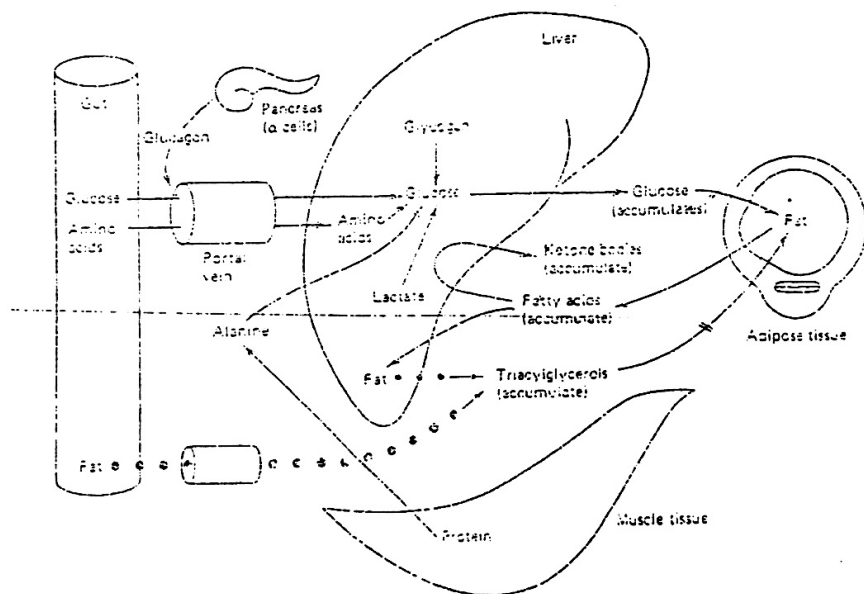 Liver
Gut
Pancreas
(α cells)
Glucagon
Glycogen
Glucose
Glucose
Glucose
(accumulates)
Fat
Amino
acids
Amino
acids
Portal
vein
Ketone bodies
(accumulate)
Lactate
Fatty acids
(accumulate)
Alanine
Adipose tissue
Fat
Triacylglycerols
(accumulate)
Fat
Protein
Muscle tissue